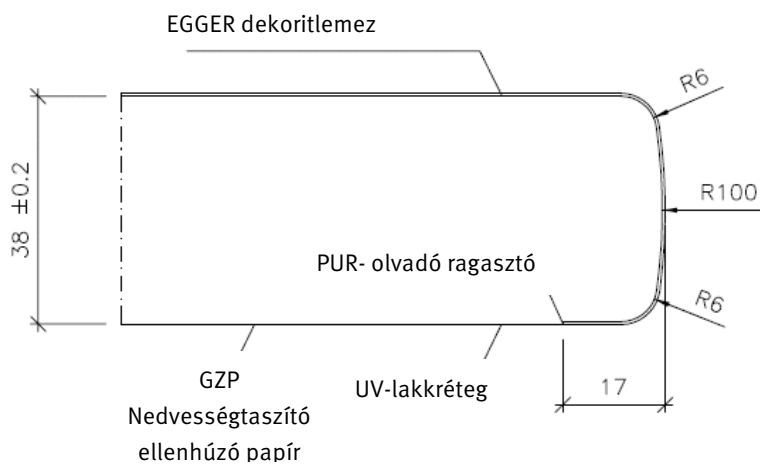 EGGER dekoritlemez
R6
38 ±0.2
R100
PUR- olvadó ragasztó
R6
GZP
Nedvességtaszító
ellenhúzó papír
UV-lakkréteg
17